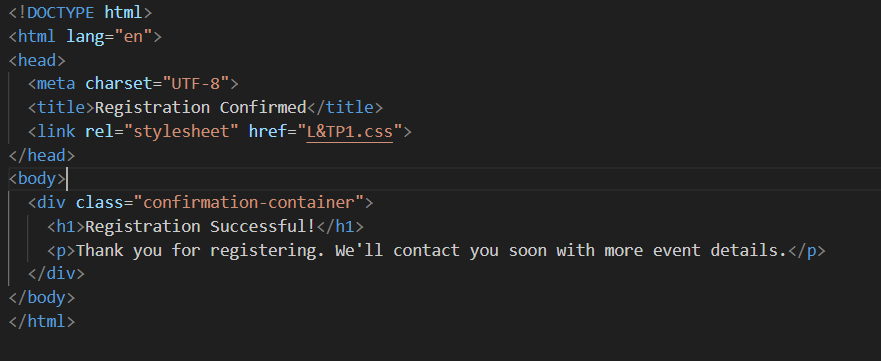 <!DOCTYPE html>
<html lang="en">
<head>
  <meta charset="UTF-8">
  <title>Registration Confirmed</title>
  <link rel="stylesheet" href="L&TP1.css">
</head>
<body>
  <div class="confirmation-container">
    <h1>Registration Successful!</h1>
    <p>Thank you for registering. We'll contact you soon with more event details.</p>
  </div>
</body>
</html>